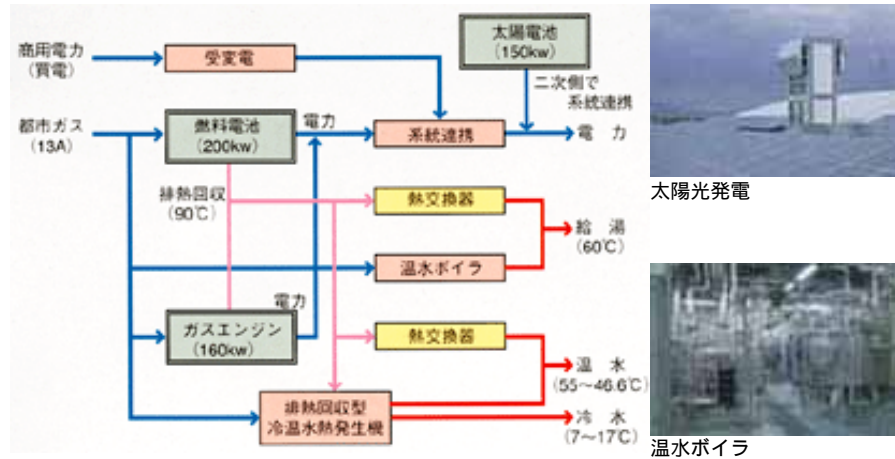 商用電力
(買電)
受変電
太陽電池
(150kw)
二次側で
系統連携
都市ガス
(13A)
燃料電池
(200kw)
電力
系統連携
電 力
排熱回収
(90℃)
熱交換器
給 湯
(60℃)
温水ボイラ
電力
ガスエンジン
(160kw)
熱交換器
温 水
(55〜46.6℃)
排熱回収型
冷温水熱発生機
冷 水
(7〜17℃)
太陽光発電
温水ボイラ